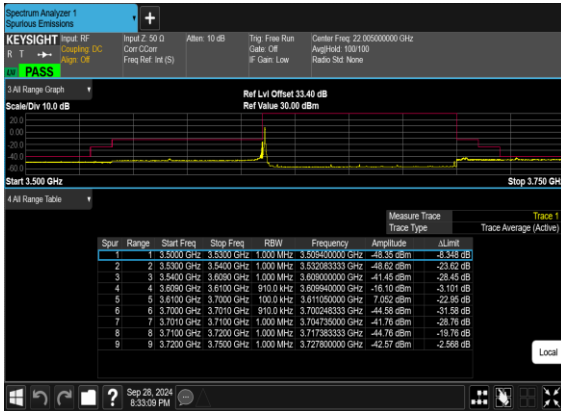 Spectrum Analyzer 1
Spurious Emissions
+
KEYSIGHT Input: RF Input Z: 50 Ω Atten: 10 dB Trig: Free Run Center Freq: 22.005000000 GHz
R T Coupling: DC Corr CCorr Gate: Off Avg|Hold: 100/100
Align: Off Freq Ref: Int (S) IF Gain: Low Radio Std: None
PASS
3 All Range Graph
Ref Lvl Offset 33.40 dB
Scale/Div 10.0 dB Ref Value 30.00 dBm
20.0
0.00
-20.0
-40.0
-60.0
Start 3.500 GHz Stop 3.750 GH
4 All Range Table
Measure Trace Trace 1
Trace Type Trace Average (Active)
Spur Range Start Freq Stop Freq RBW Frequency Amplitude ΔLimit
1 1 3.5000 GHz 3.5300 GHz 1.000 MHz 3.509400000 GHz -48.35 dBm -8.348 dB
2 2 3.5300 GHz 3.5400 GHz 1.000 MHz 3.532083333 GHz -48.62 dBm -23.62 dB
3 3 3.5400 GHz 3.6090 GHz 1.000 MHz 3.609000000 GHz -41.45 dBm -28.45 dB
4 4 3.6090 GHz 3.6100 GHz 910.0 kHz 3.609940000 GHz -16.10 dBm -3.101 dB
5 5 3.6100 GHz 3.7000 GHz 100.0 kHz 3.611050000 GHz 7.052 dBm -22.95 dB
6 6 3.7000 GHz 3.7010 GHz 910.0 kHz 3.700248333 GHz -44.58 dBm -31.58 dB
7 7 3.7010 GHz 3.7100 GHz 1.000 MHz 3.704735000 GHz -41.76 dBm -28.76 dB
8 8 3.7100 GHz 3.7200 GHz 1.000 MHz 3.717383333 GHz -44.76 dBm -19.76 dB
9 9 3.7200 GHz 3.7500 GHz 1.000 MHz 3.727800000 GHz -42.57 dBm -2.568 dB
Local
? Sep 28, 2024
8:33:09 PM